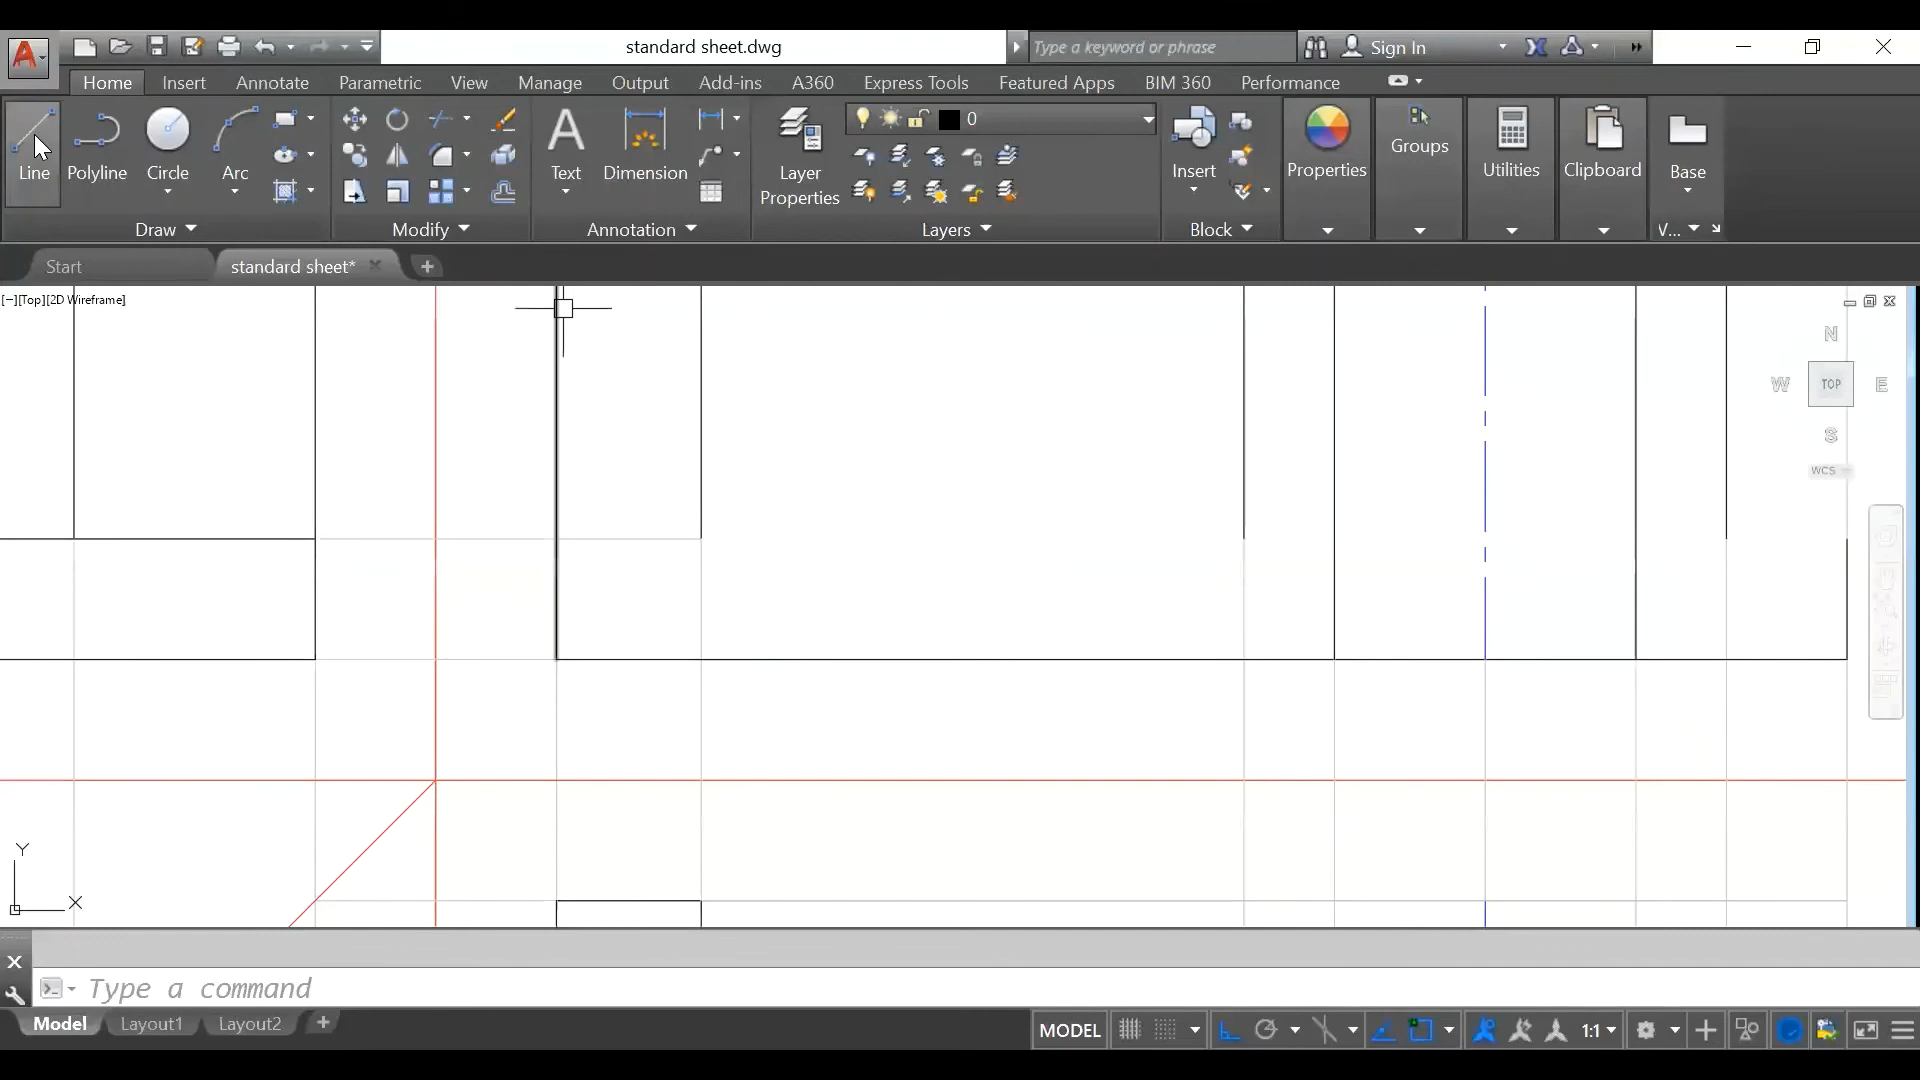 A
standard sheet.dwg
Type a keyword or phrase
Sign In
Home Insert Annotate Parametric View Manage Output Add-ins A360 Express Tools Featured Apps BIM 360 Performance
Line Polyline Circle Arc
Draw
Modify
A
Text Dimension
Annotation
Layer
Properties
0
Layers
Insert
Block
Properties
Groups
Utilities
Clipboard
Base
V...
Start
standard sheet*
[−][Top][2D Wireframe]
N
W TOP E
S
WCS
Y
X
Type a command
Model Layout1 Layout2
MODEL
1:1